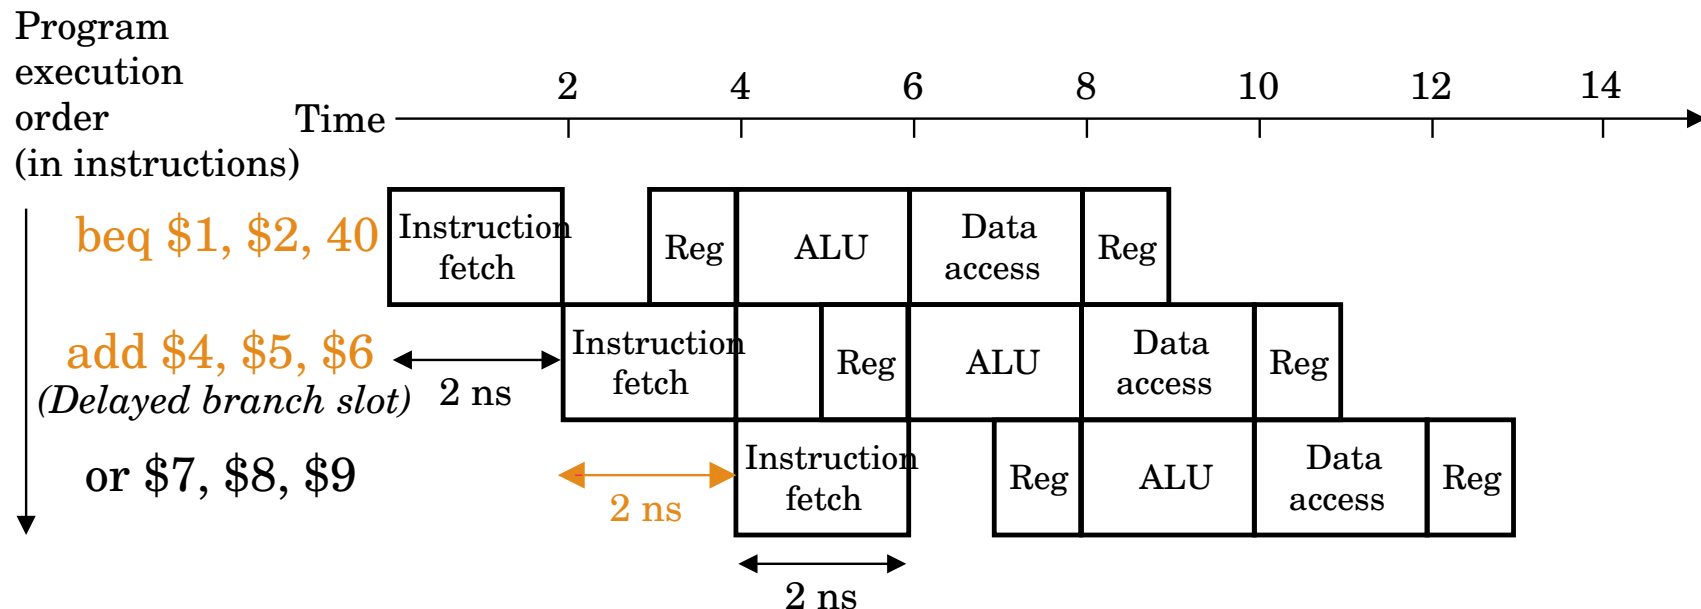 Program
execution
order
(in instructions)
Time
2 4 6 8 10 12 14
beq $1, $2, 40
Instruction
fetch
Reg
ALU
Data
access
Reg
add $4, $5, $6
(Delayed branch slot)
2 ns
Instruction
fetch
Reg
ALU
Data
access
Reg
or $7, $8, $9
2 ns
Instruction
fetch
Reg
ALU
Data
access
Reg
2 ns